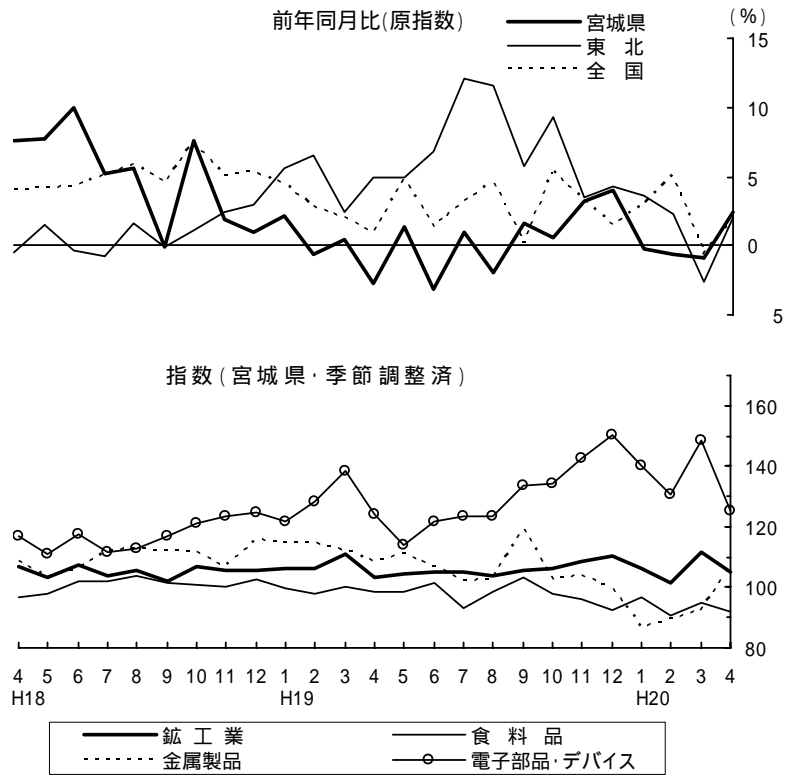 前年同月比(原指数)
(%)
宮城県
東 北
全 国
15
10
5
0
5
指数(宮城県・季節調整済)
160
140
120
100
80
4 5 6 7 8 9 10 11 12 1 2 3 4 5 6 7 8 9 10 11 12 1 2 3 4
H18 H19 H20
鉱 工 業 食 料 品
金属製品 電子部品・デバイス